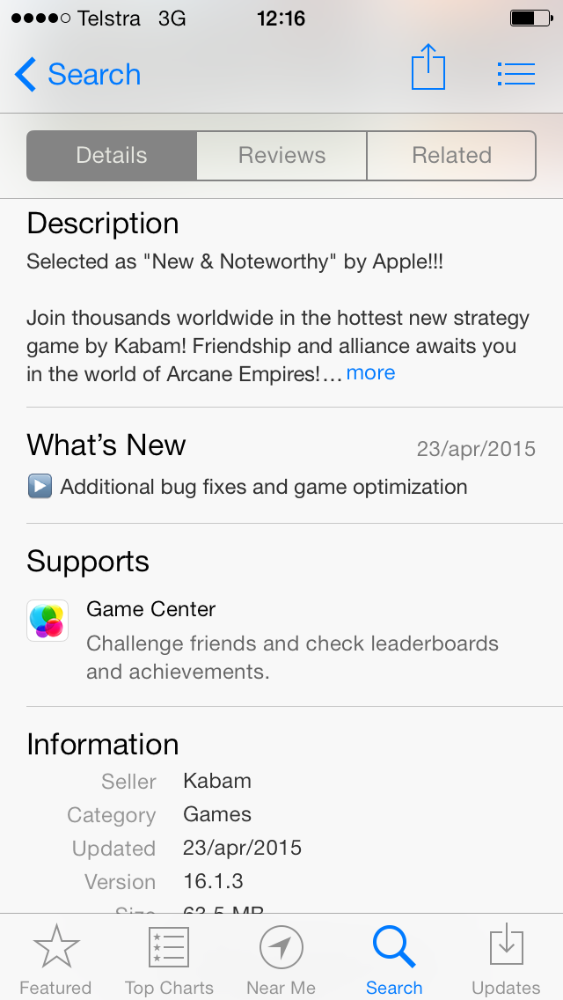 Telstra 3G 12:16
Search
Details Reviews Related
Description
Selected as "New & Noteworthy" by Apple!!!
Join thousands worldwide in the hottest new strategy
game by Kabam! Friendship and alliance awaits you
in the world of Arcane Empires!... more
What's New 23/apr/2015
Additional bug fixes and game optimization
Supports
Game Center
Challenge friends and check leaderboards
and achievements.
Information
Seller Kabam
Category Games
Updated 23/apr/2015
Version 16.1.3
Size 63.5 MB
Featured Top Charts Near Me Search Updates